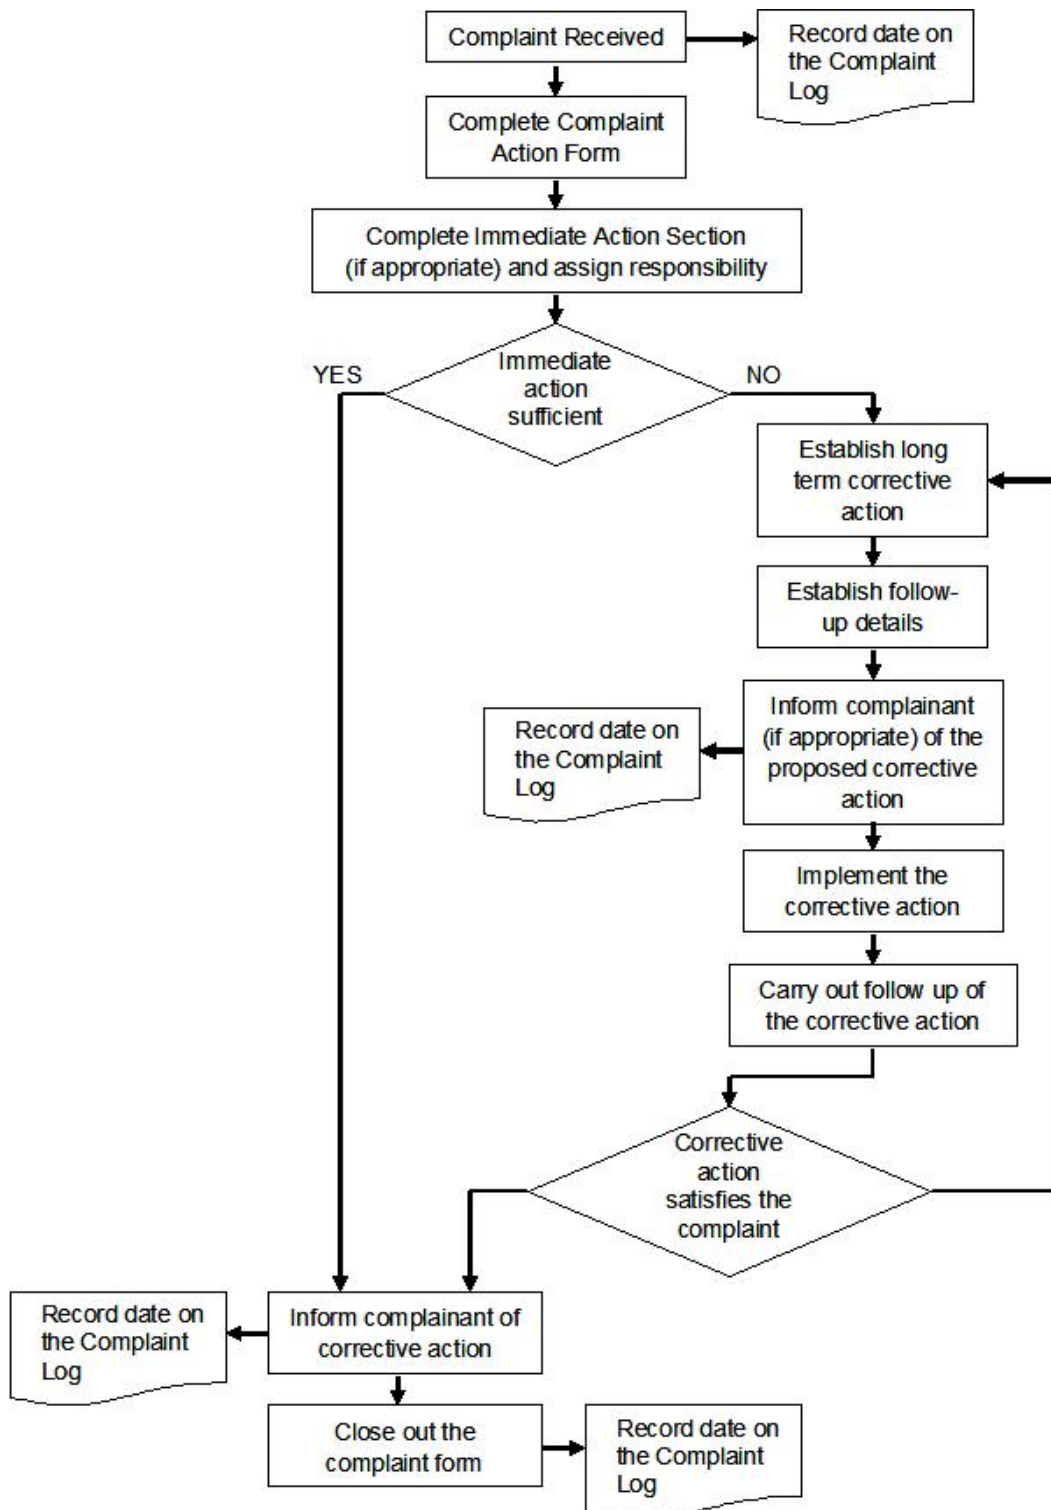 Complaint Received
Record date on
the Complaint
Log
Complete Complaint
Action Form
Complete Immediate Action Section
(if appropriate) and assign responsibility
YES
Immediate
action
sufficient
NO
Establish long
term corrective
action
Establish follow-
up details
Inform complainant
(if appropriate) of the
proposed corrective
action
Record date on
the Complaint
Log
Implement the
corrective action
Carry out follow up of
the corrective action
Corrective
action
satisfies the
complaint
Record date on
the Complaint
Log
Inform complainant of
corrective action
Close out the
complaint form
Record date on
the Complaint
Log